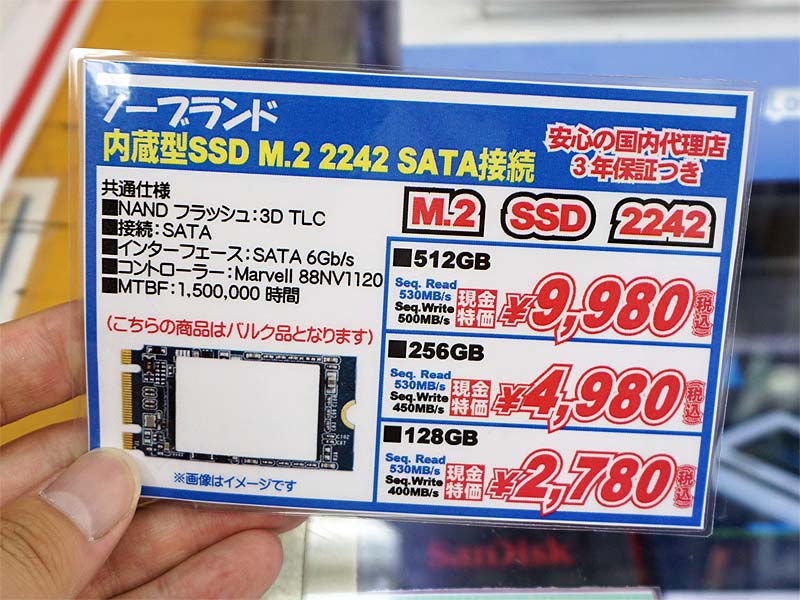 ノーブランド
内蔵型SSD M.2 2242 SATA接続
安心の国内代理店
3年保証つき
共通仕様
■NAND フラッシュ:3D TLC
■接続:SATA
■インターフェース:SATA 6Gb/s
■コントローラー:Marvell 88NV1120
■MTBF:1,500,000 時間
(こちらの商品はバルク品となります)
※画像はイメージです
M.2 SSD 2242
■512GB
Seq. Read
530MB/s
Seq.Write
500MB/s
現金
特価
¥9,980(税込)
■256GB
Seq. Read
530MB/s
Seq.Write
450MB/s
現金
特価
¥4,980(税込)
■128GB
Seq. Read
530MB/s
Seq.Write
400MB/s
現金
特価
¥2,780(税込)
SanDisk